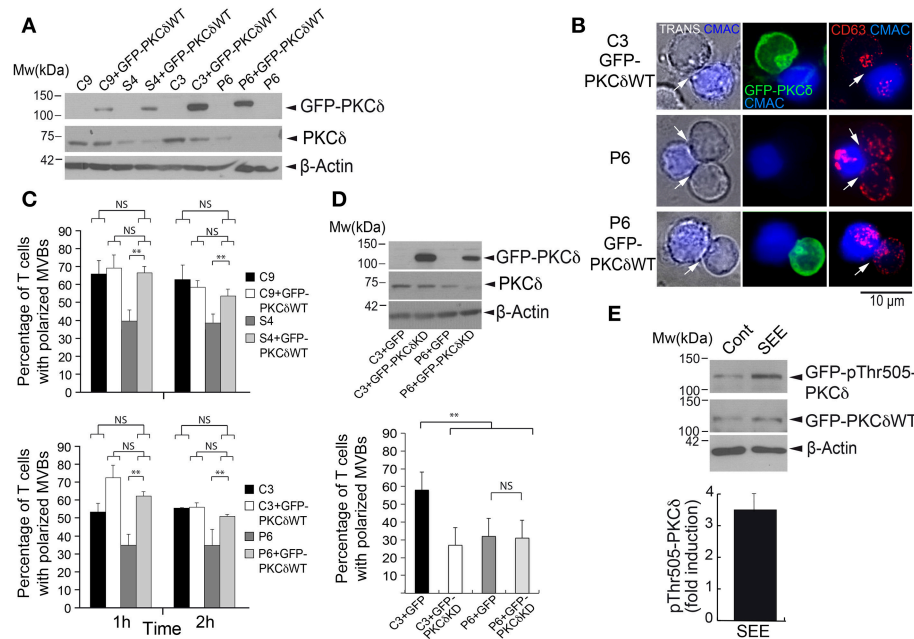 A
Mw(kDa)
C9
C9+GFP-PKCδWT
S4
S4+GFP-PKCδWT
C3
C3+GFP-PKCδWT
P6
P6+GFP-PKCδWT
P6
150
100
GFP-PKCδ
75
PKCδ
42
β-Actin
B
C3
GFP-
PKCδWT
TRANS CMAC
GFP-PKCδ
CMAC
CD63 CMAC
P6
P6
GFP-
PKCδWT
10 μm
C
Percentage of T cells
with polarized MVBs
90
80
70
60
50
40
30
20
10
0
NS
NS
**
NS
NS
**
C9
C9+GFP-
PKCδWT
S4
S4+GFP-
PKCδWT
Percentage of T cells
with polarized MVBs
90
80
70
60
50
40
30
20
10
0
NS
NS
**
NS
NS
**
C3
C3+GFP-
PKCδWT
P6
P6+GFP-
PKCδWT
1h
Time
2h
D
Mw(kDa)
150
100
GFP-PKCδ
75
PKCδ
42
β-Actin
C3+GFP
C3+GFP-PKCδKD
P6+GFP
P6+GFP-PKCδKD
Percentage of T cells
with polarized MVBs
90
80
70
60
50
40
30
20
10
**
NS
C3+GFP
C3+GFP-
PKCδKD
P6+GFP
P6+GFP-
PKCδKD
E
Mw(kDa)
Cont
SEE
150
100
GFP-pThr505-
PKCδ
150
100
GFP-PKCδWT
42
β-Actin
pThr505-PKCδ
(fold induction)
4
3
2
1
0
SEE